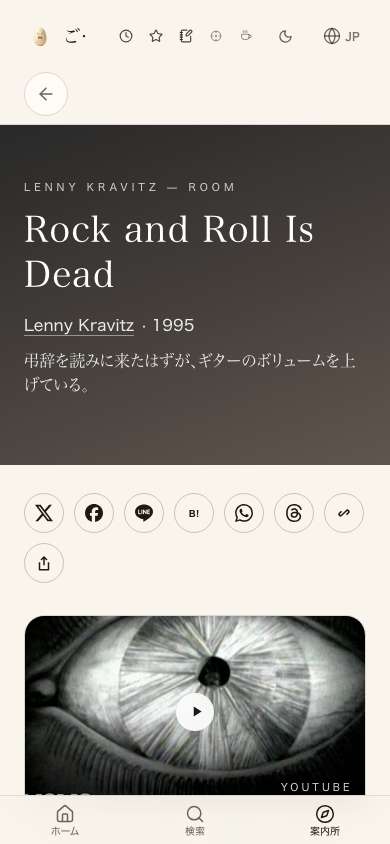 ご·
JP
LENNY KRAVITZ — ROOM
Rock and Roll Is
Dead
Lenny Kravitz · 1995
弔辞を読みに来たはずが、ギターのボリュームを上
げている。
LINE
B!
YOUTUBE
ホーム
検索
案内所